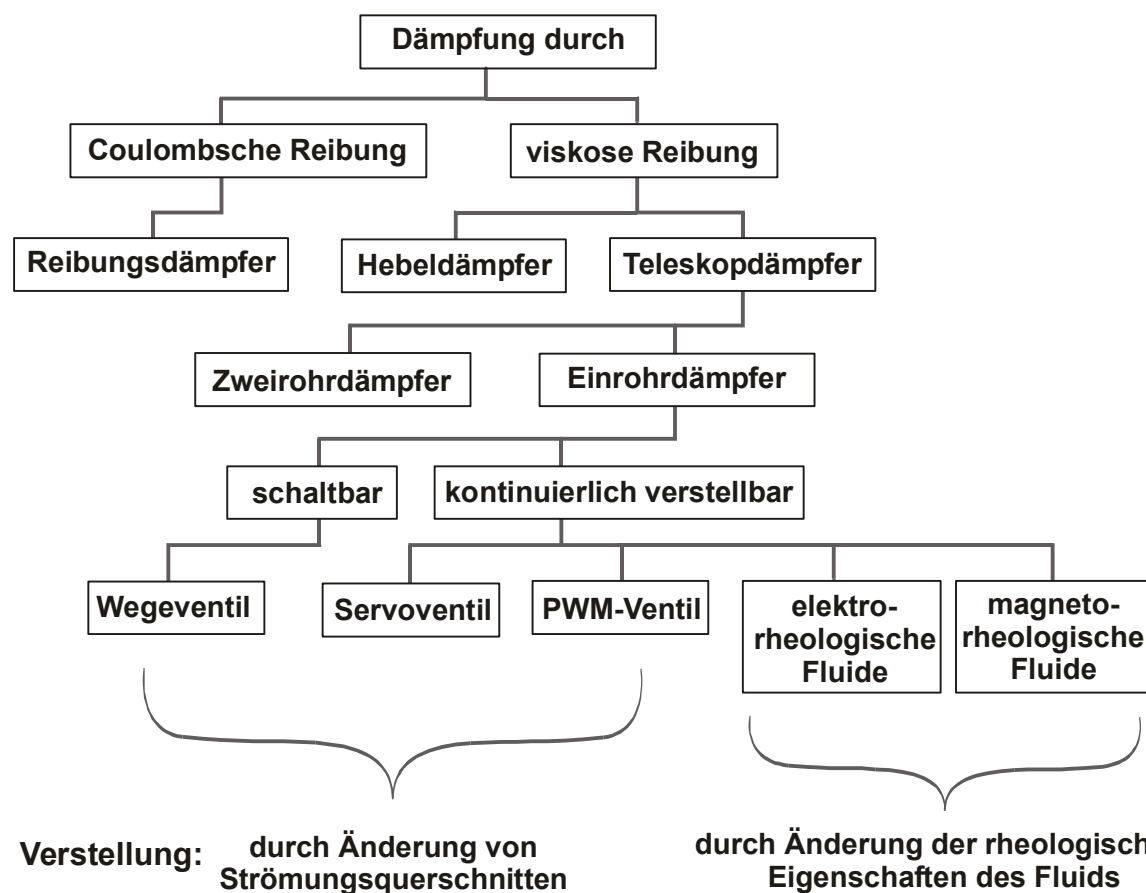 Dämpfung durch
Coulombsche Reibung
viskose Reibung
Reibungsdämpfer
Hebeldämpfer
Teleskopdämpfer
Zweirohrdämpfer
Einrohrdämpfer
schaltbar
kontinuierlich verstellbar
Wegeventil
Servoventil
PWM-Ventil
elektro-
rheologische
Fluide
magneto-
rheologische
Fluide
Verstellung:
durch Änderung von
Strömungsquerschnitten
durch Änderung der rheologisch
Eigenschaften des Fluids